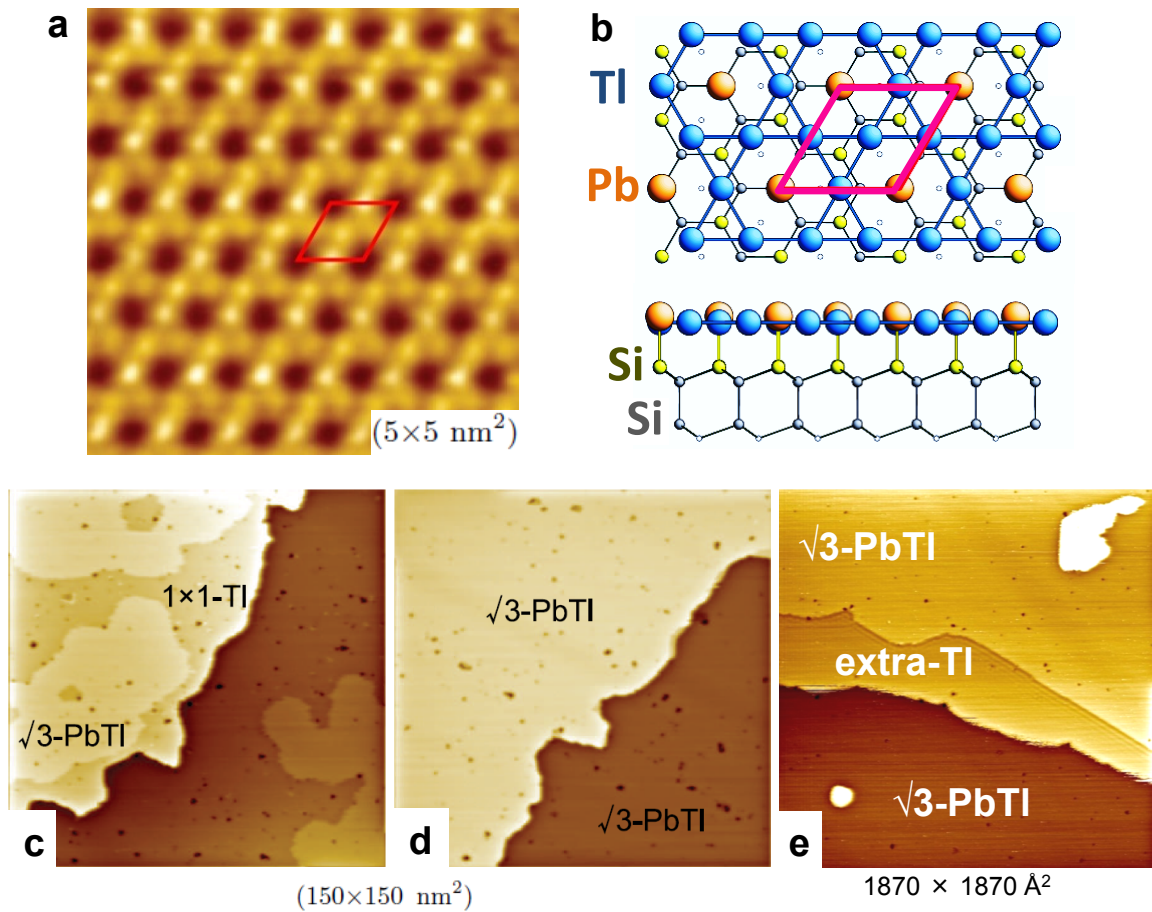 a
(5×5 nm²)
b
Tl
Pb
Si
Si
1×1-Tl
√3-PbTl
c
√3-PbTl
√3-PbTl
d
√3-PbTl
extra-Tl
√3-PbTl
e
(150×150 nm²)
1870 × 1870 Å²